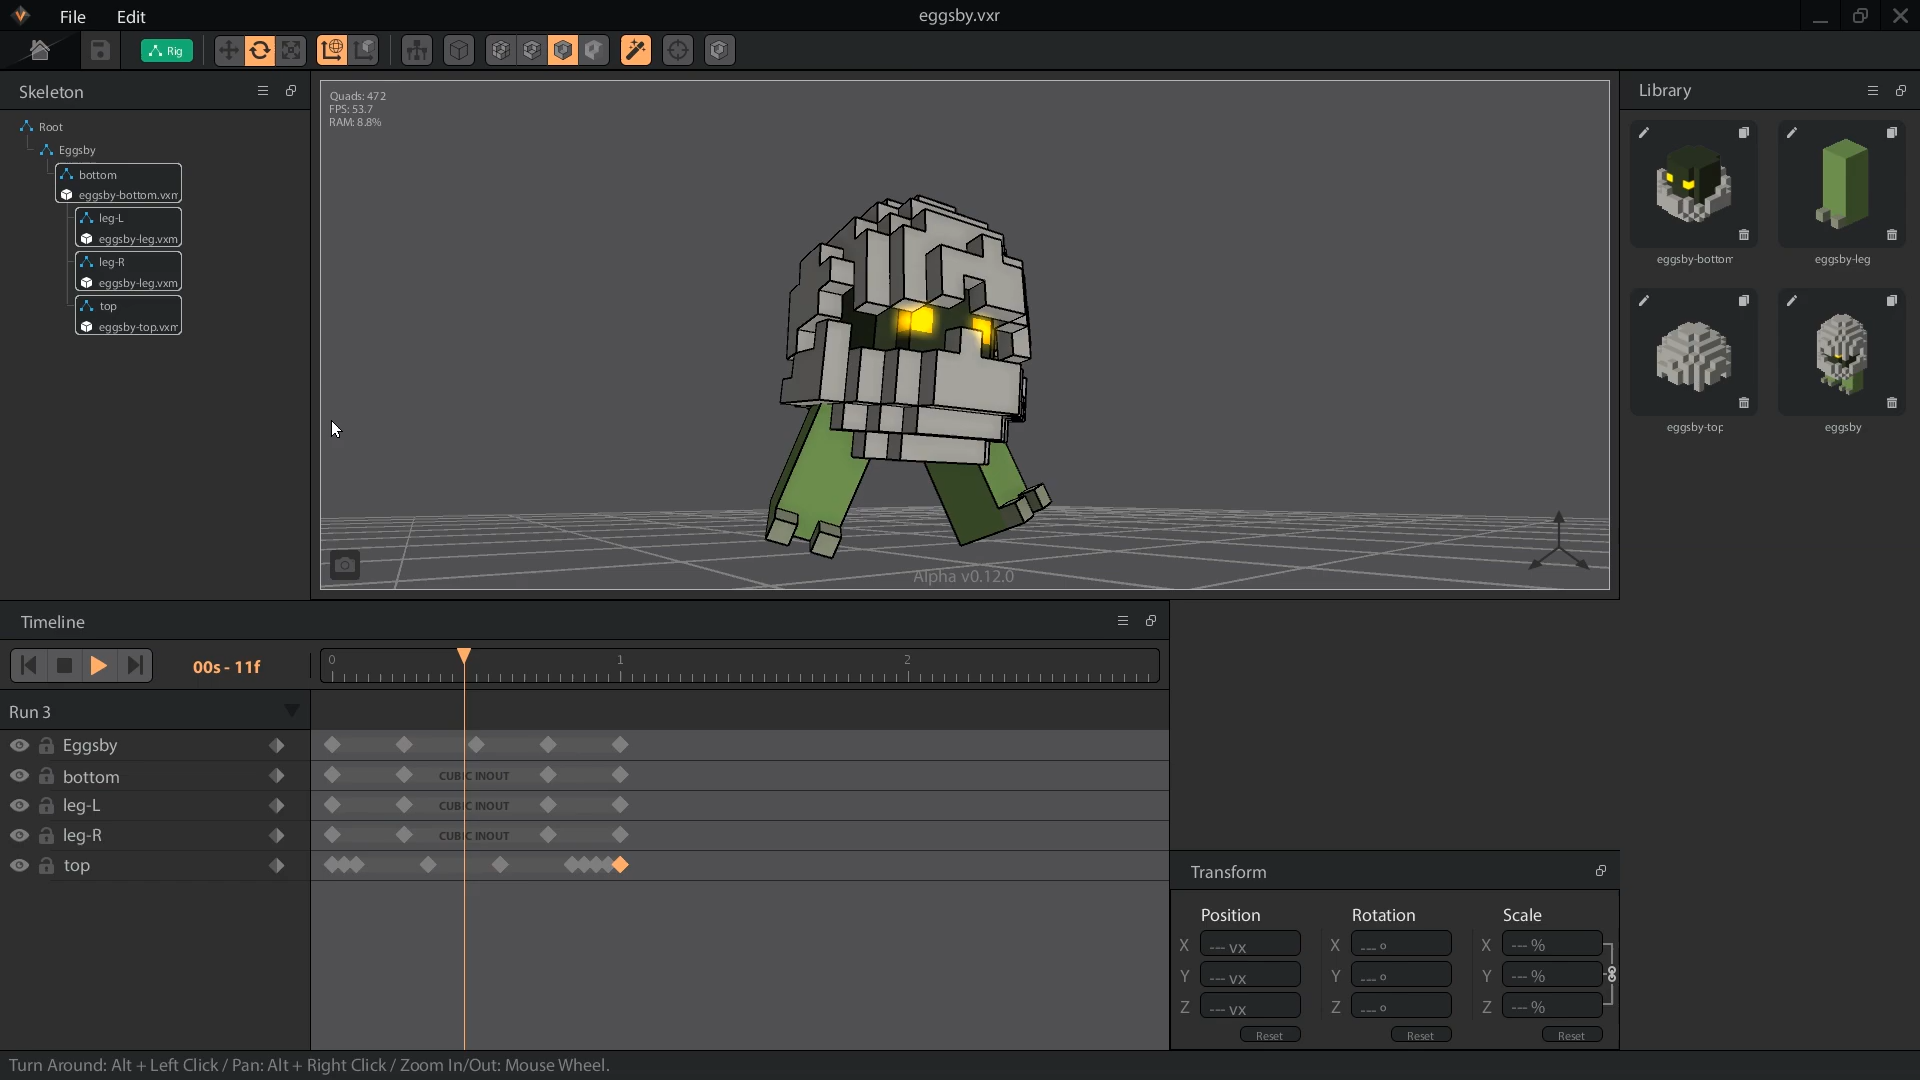 File
Edit
eggsby.vxr
Rig
Skeleton
Root
Eggsby
bottom
eggsby-bottom.vxm
leg-L
eggsby-leg.vxm
leg-R
eggsby-leg.vxm
top
eggsby-top.vxm
Quads: 472
FPS: 53.7
RAM: 8.8%
Alpha v0.12.0
Library
eggsby-bottom
eggsby-leg
eggsby-top
eggsby
Timeline
00s - 11f
0
1
2
Run 3
Eggsby
bottom
CUBIC INOUT
leg-L
CUBIC INOUT
leg-R
CUBIC INOUT
top
Transform
Position
Rotation
Scale
X --- vx
X --- º
X --- %
Y --- vx
Y --- º
Y --- %
Z --- vx
Z --- º
Z --- %
Reset
Reset
Reset
Turn Around: Alt + Left Click / Pan: Alt + Right Click / Zoom In/Out: Mouse Wheel.